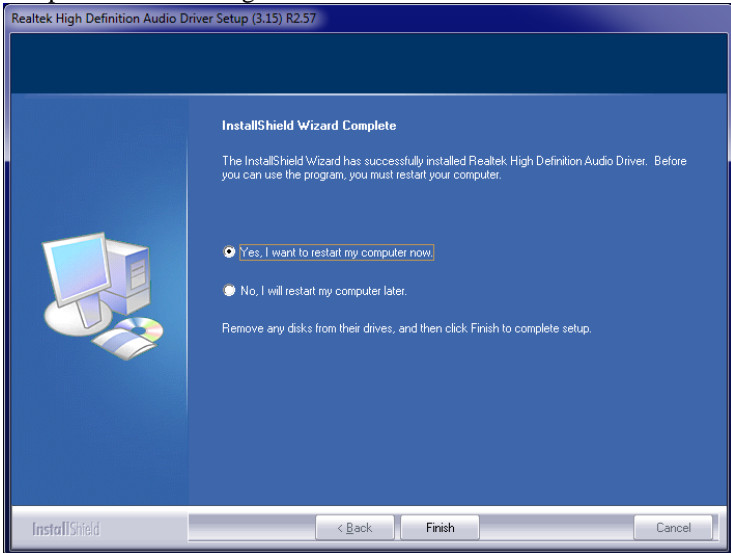 Realtek High Definition Audio Driver Setup (3.15) R2.57
InstallShield Wizard Complete
The InstallShield Wizard has successfully installed Realtek High Definition Audio Driver.  Before
you can use the program, you must restart your computer.
Yes, I want to restart my computer now.
No, I will restart my computer later.
Remove any disks from their drives, and then click Finish to complete setup.
InstallShield
< Back
Finish
Cancel